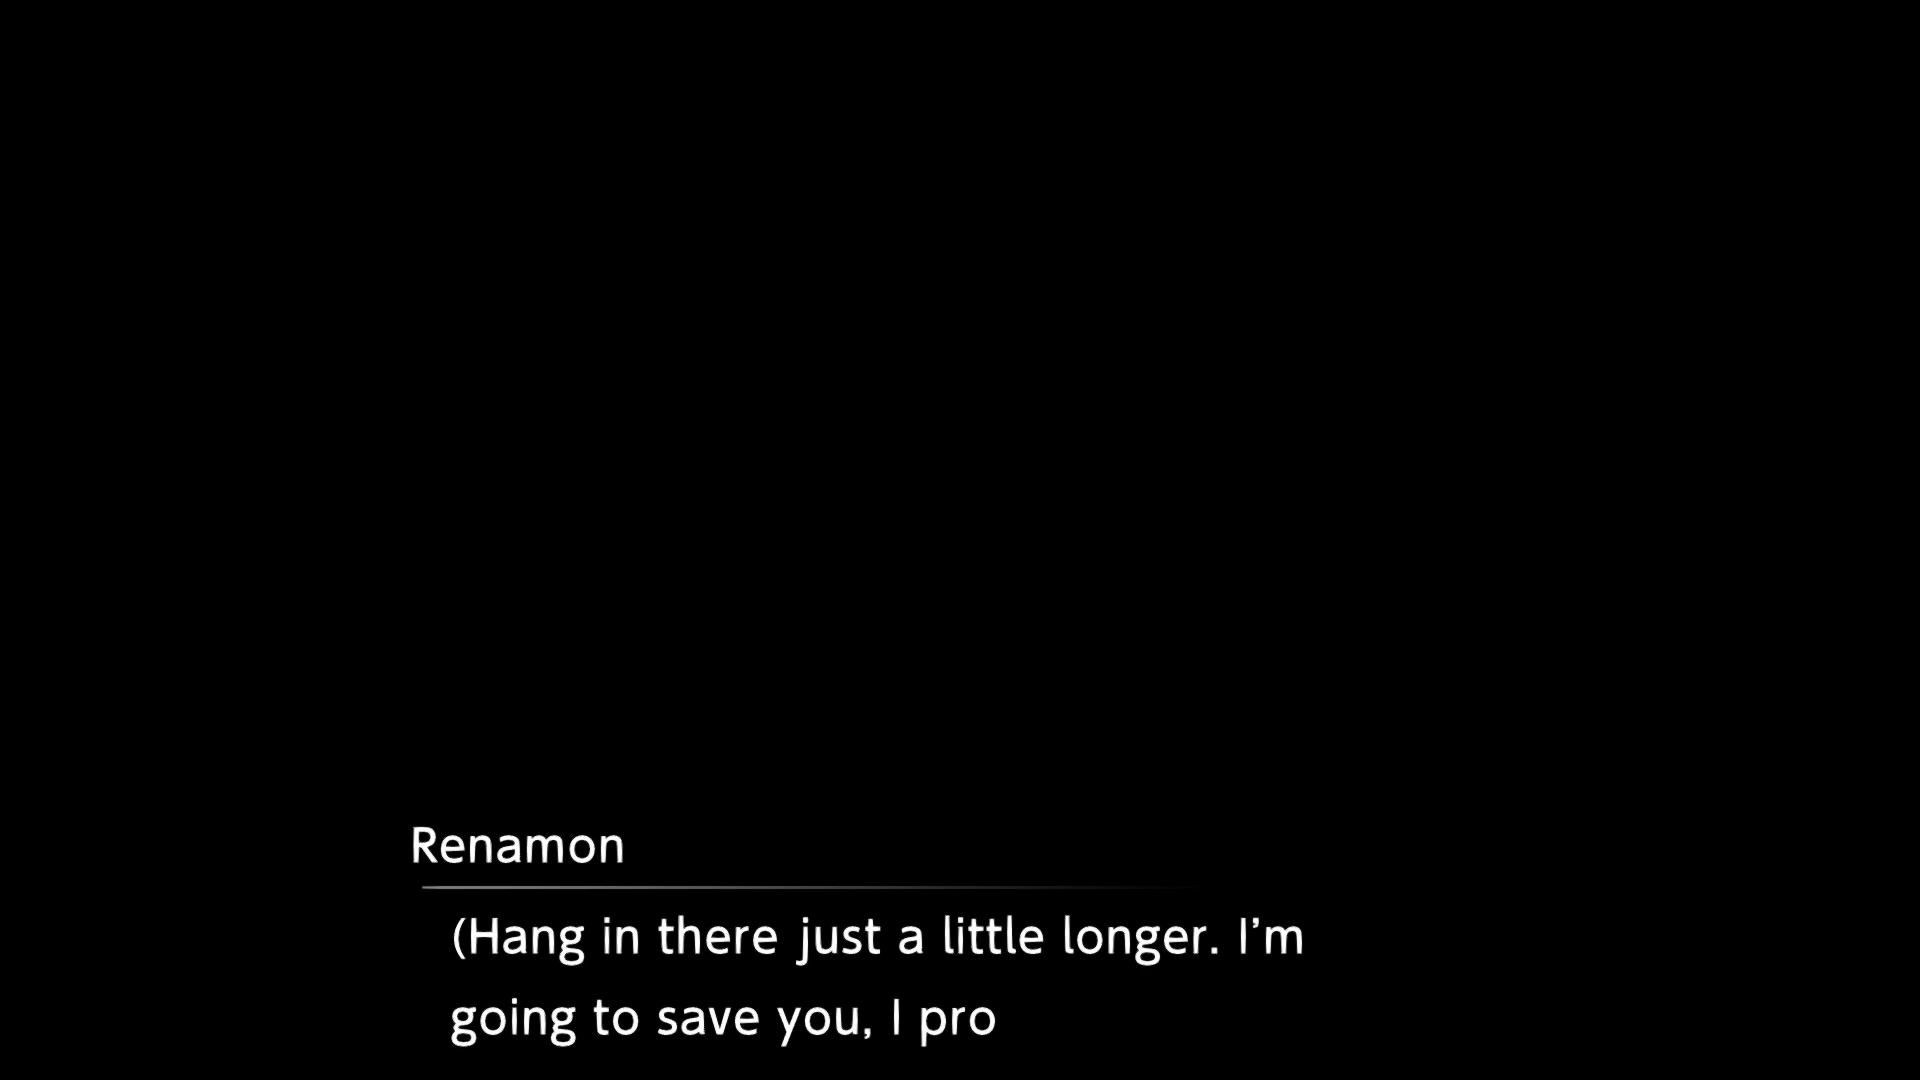 Renamon
(Hang in there just a little longer. I’m
going to save you, I pro